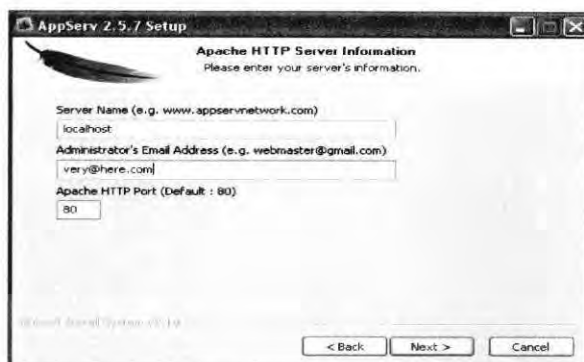 AppServ 2.5.7 Setup
Apache HTTP Server Information
Please enter your server's information.
Server Name (e.g. www.appservnetwork.com)
localhost
Administrator's Email Address (e.g. webmaster@gmail.com)
very@here.com
Apache HTTP Port (Default : 80)
80
< Back
Next >
Cancel